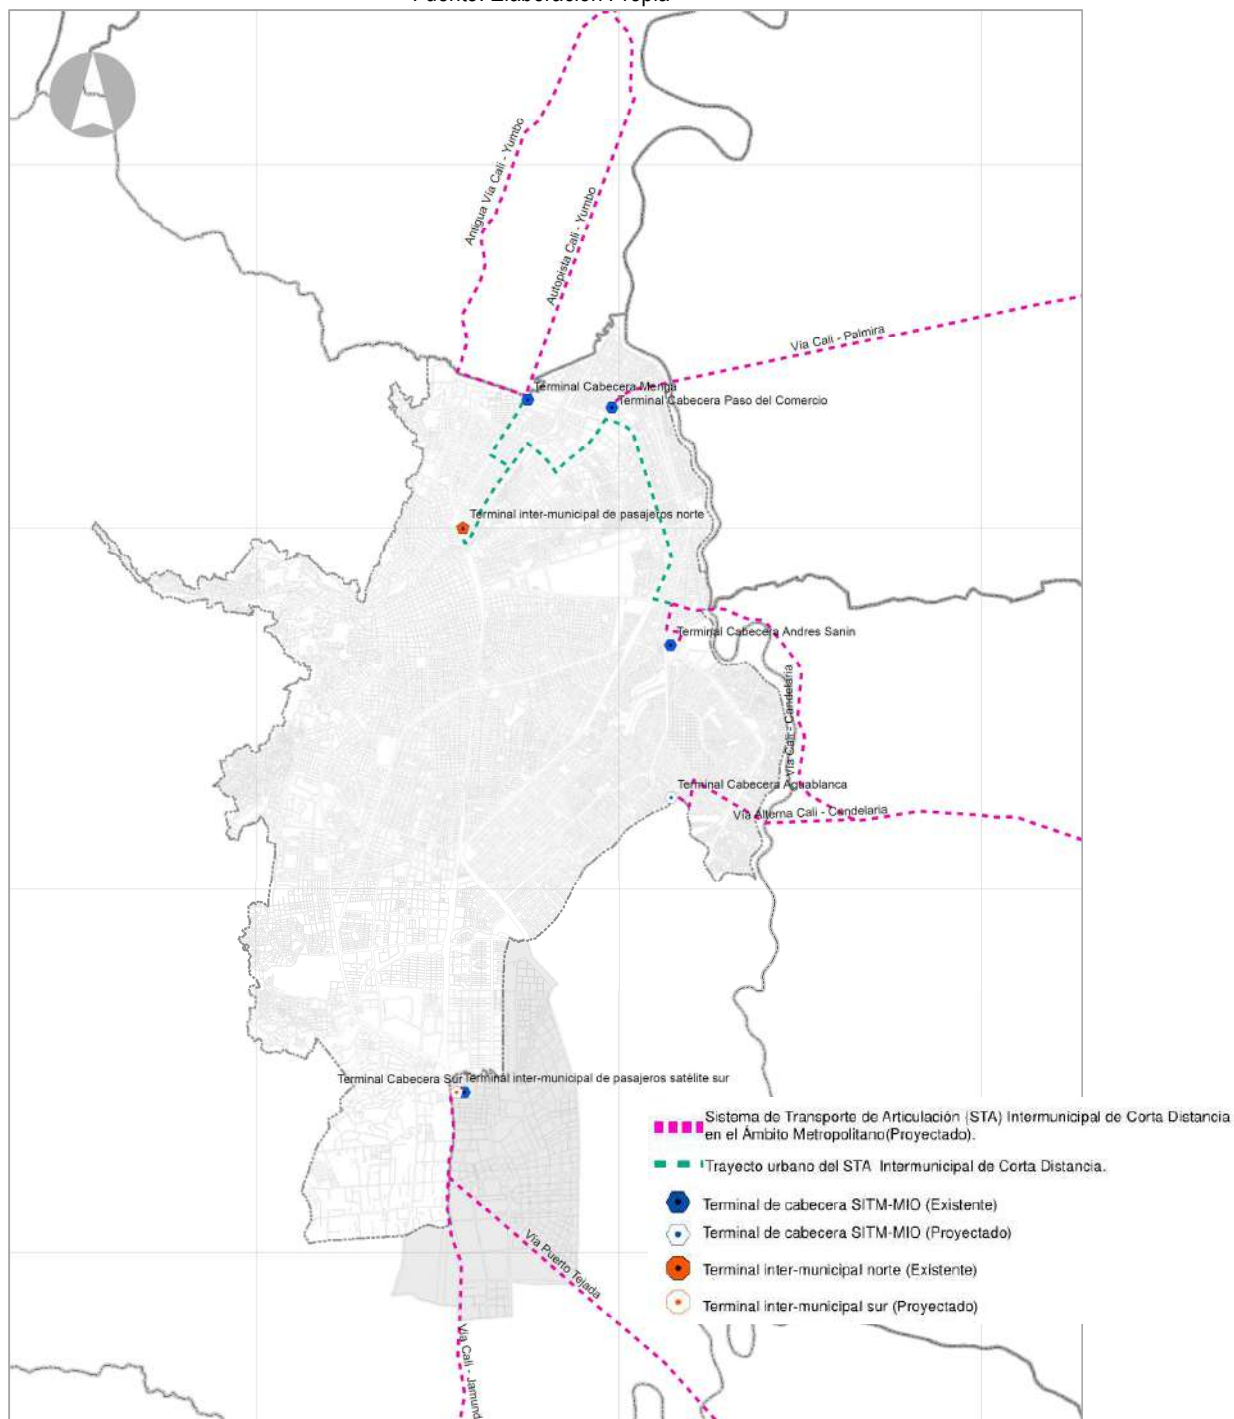 Fuente: Elaboración Propia
Antigua Vía Cali - Yumbo
Autopista Cali - Yumbo
Vía Cali - Palmira
Terminal Cabecera Menga
Terminal Cabecera Paso del Comercio
Terminal inter-municipal de pasajeros norte
Terminal Cabecera Andres Sanin
Vía Cali - Candelaria
Terminal Cabecera Aguablanca
Vía Alterna Cali - Candelaria
Terminal Cabecera Sur
Terminal inter-municipal de pasajeros satélite sur
Sistema de Transporte de Articulación (STA) Intermunicipal de Corta Distancia
en el Ámbito Metropolitano(Proyectado).
Trayecto urbano del STA Intermunicipal de Corta Distancia.
Terminal de cabecera SITM-MIO (Existente)
Terminal de cabecera SITM-MIO (Proyectado)
Terminal inter-municipal norte (Existente)
Terminal inter-municipal sur (Proyectado)
Vía Puerto Tejada
Vía Cali - Jamund